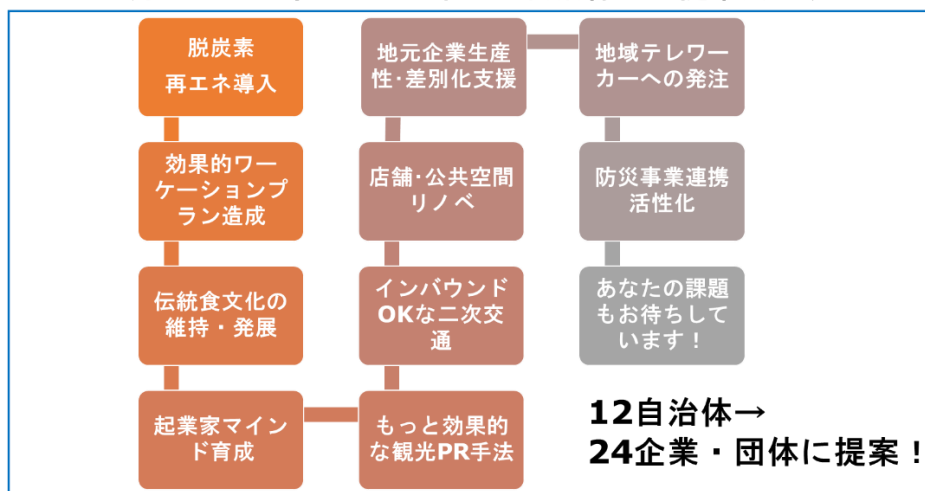 脱炭素
再エネ導入
効果的ワー
ケーションプ
ラン造成
伝統食文化の
維持・発展
起業家マイン
ド育成
もっと効果的
な観光PR手法
インバウンド
OKな二次交
通
店舗・公共空間
リノベ
地元企業生産
性・差別化支援
地域テレワー
カーへの発注
防災事業連携
活性化
あなたの課題
もお待ちして
います！
12自治体→
24企業・団体に提案！